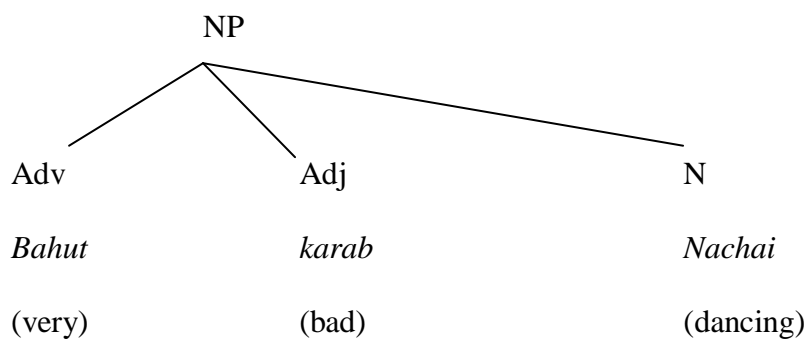 NP
Adv Adj N
Bahut karab Nachai
(very) (bad) (dancing)